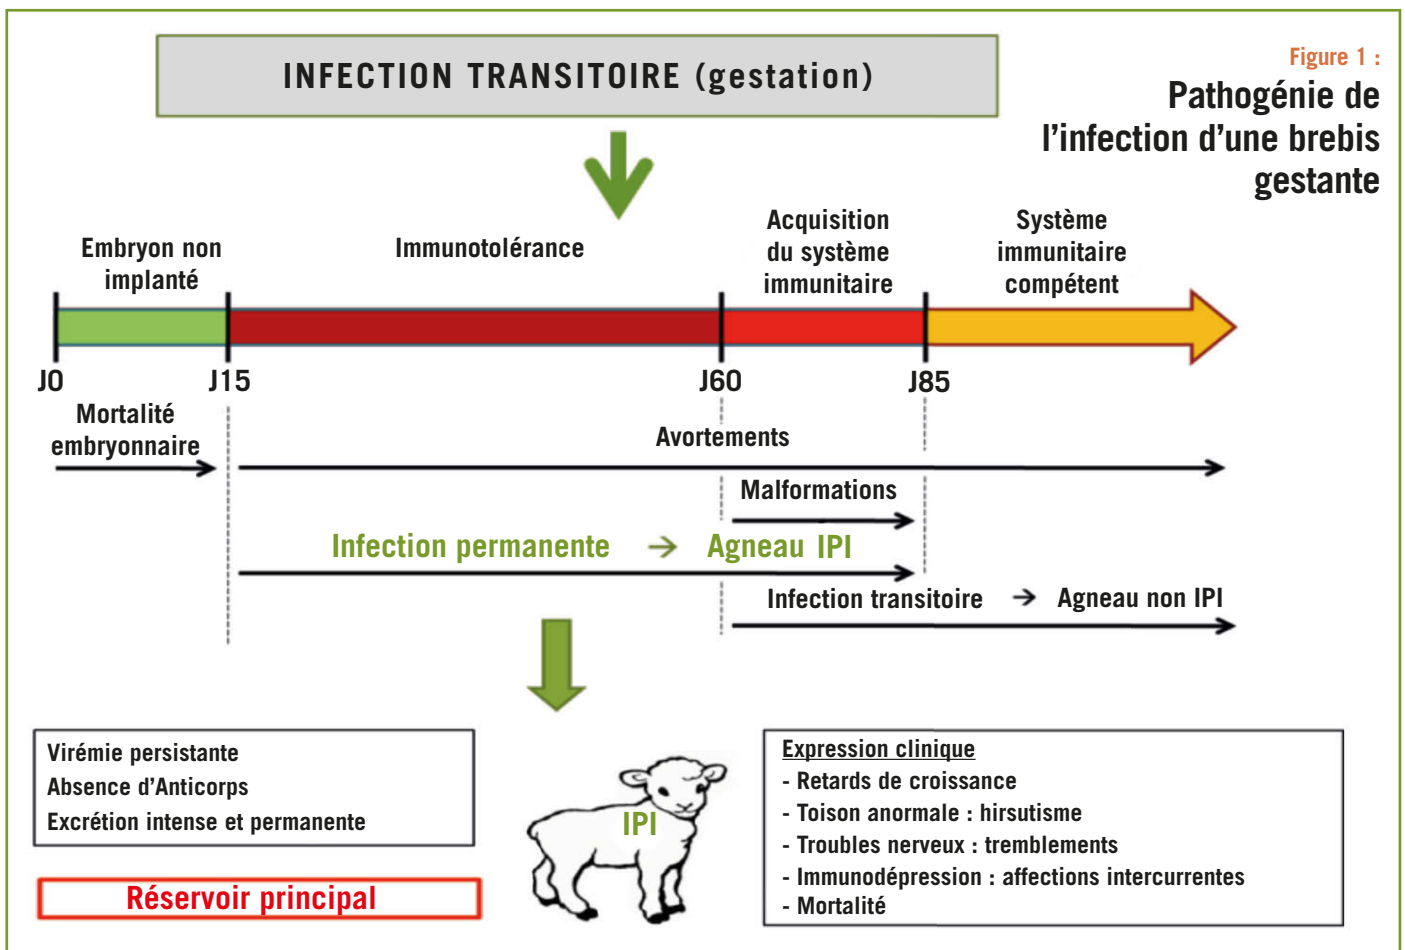 INFECTION TRANSITOIRE (gestation)
Figure 1 :
Pathogénie de
l'infection d'une brebis
gestante
Embryon non
implanté
Immunotolérance
Acquisition
du système
immunitaire
Système
immunitaire
compétent
J0
J15
J60
J85
Mortalité
embryonnaire
Avortements
Malformations
Infection permanente → Agneau IPI
Infection transitoire → Agneau non IPI
Virémie persistante
Absence d'Anticorps
Excrétion intense et permanente
Réservoir principal
IPI
Expression clinique
- Retards de croissance
- Toison anormale : hirsutisme
- Troubles nerveux : tremblements
- Immunodépression : affections intercurrentes
- Mortalité